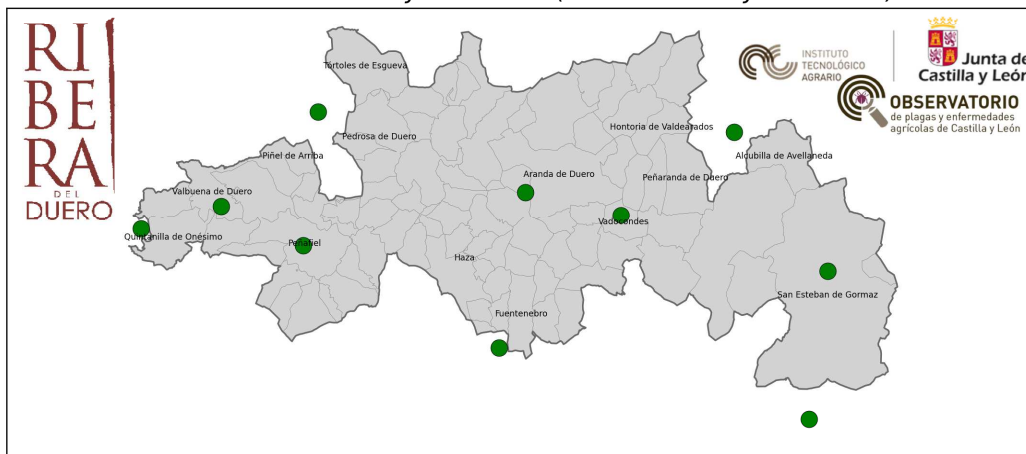 RI
BE
RA
DEL
DUERO
INSTITUTO
TECNOLÓGICO
AGRARIO
Junta de
Castilla y León
OBSERVATORIO
de plagas y enfermedades
agrícolas de Castilla y León
Tórtoles de Esgueva
Pedrosa de Duero
Hontoria de Valdearados
Piñel de Arriba
Alcubilla de Avellaneda
Aranda de Duero
Peñaranda de Duero
Valbuena de Duero
Vadocondes
Quintanilla de Onésimo
Peñafiel
Haza
San Esteban de Gormaz
Fuentenebro